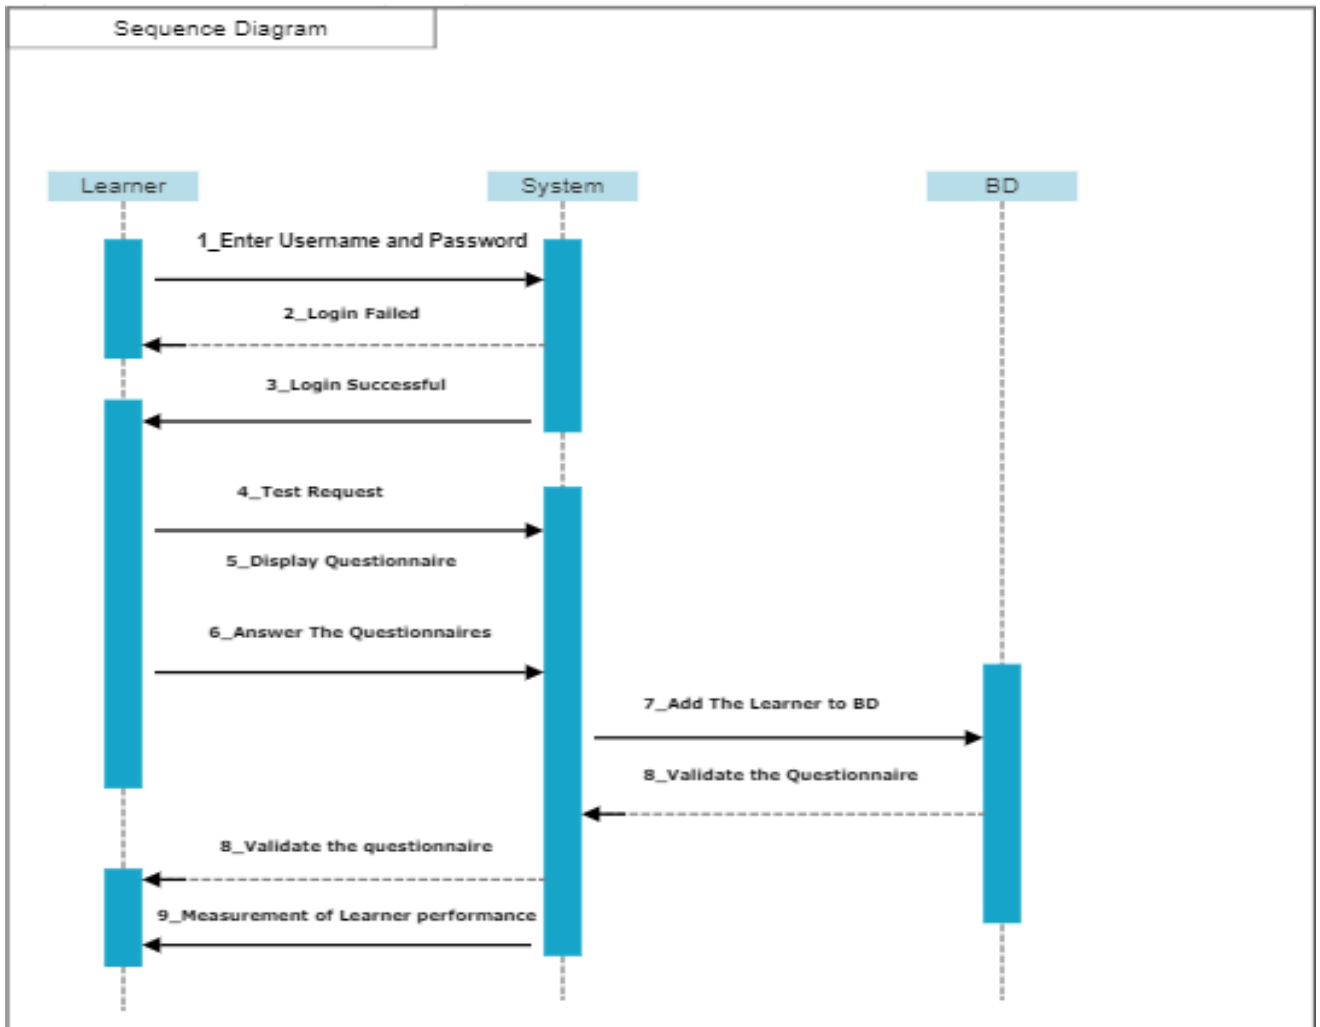 Sequence Diagram
Learner
System
BD
1_Enter Username and Password
2_Login Failed
3_Login Successful
4_Test Request
5_Display Questionnaire
6_Answer The Questionnaires
7_Add The Learner to BD
8_Validate the Questionnaire
8_Validate the questionnaire
9_Measurement of Learner performance